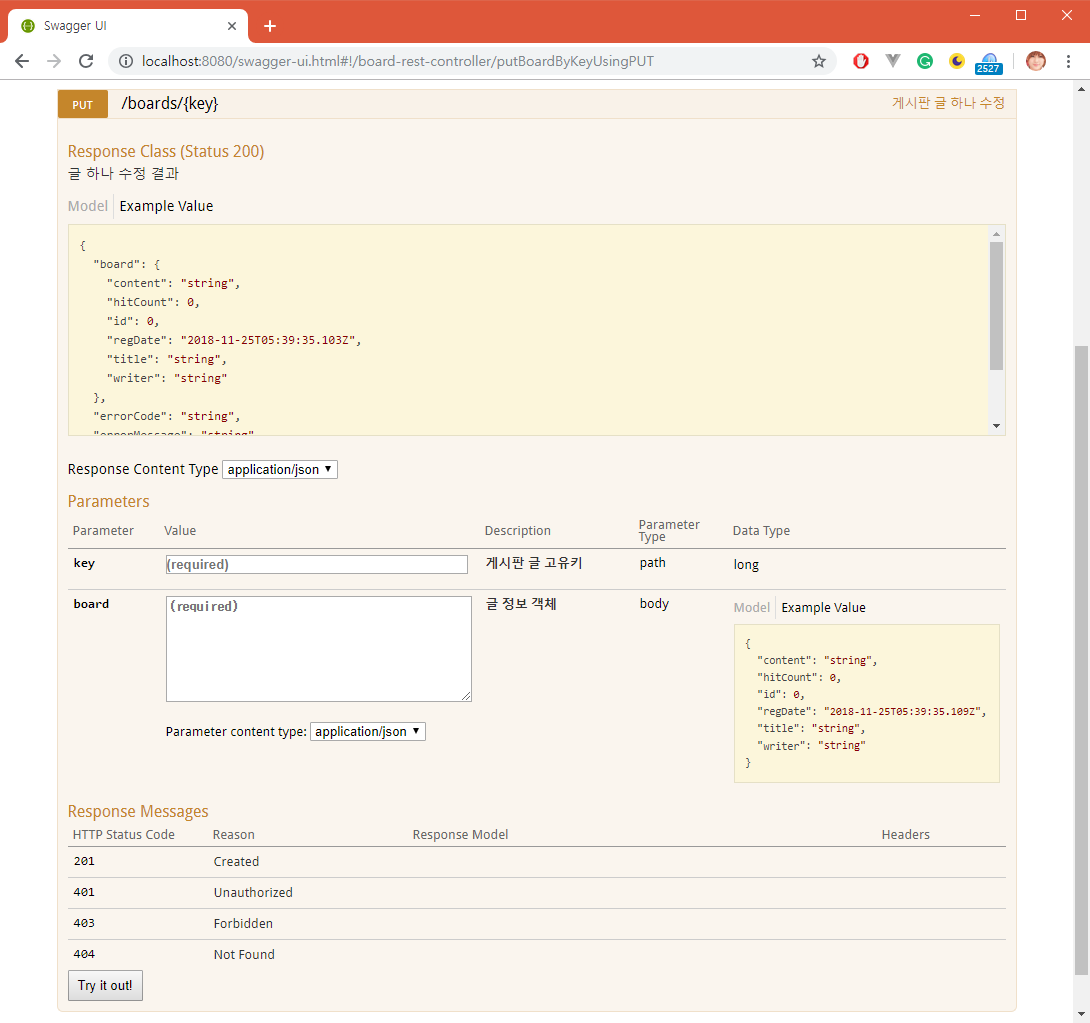 Swagger UI
localhost:8080/swagger-ui.html#!/board-rest-controller/putBoardByKeyUsingPUT
2527
PUT /boards/{key} 게시판 글 하나 수정
Response Class (Status 200)
글 하나 수정 결과
Model Example Value
{
"board": {
"content": "string",
"hitCount": 0,
"id": 0,
"regDate": "2018-11-25T05:39:35.103Z",
"title": "string",
"writer": "string"
},
"errorCode": "string",
"errorMessage": "string"
Response Content Type application/json
Parameters
Parameter Value Description Parameter Type Data Type
key (required) 게시판 글 고유키 path long
board (required) 글 정보 객체 body Model Example Value
{
"content": "string",
"hitCount": 0,
"id": 0,
"regDate": "2018-11-25T05:39:35.109Z",
"title": "string",
"writer": "string"
}
Parameter content type: application/json
Response Messages
HTTP Status Code Reason Response Model Headers
201 Created
401 Unauthorized
403 Forbidden
404 Not Found
Try it out!